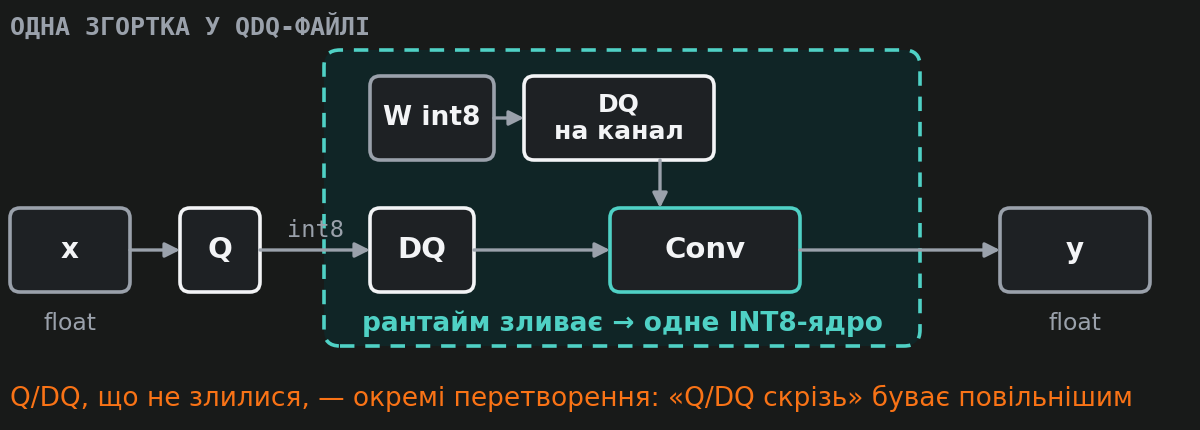 ОДНА ЗГОРТКА У QDQ-ФАЙЛІ
W int8
DQ
на канал
x
Q
int8
DQ
Conv
y
float
рантайм зливає → одне INT8-ядро
float
Q/DQ, що не злилися, — окремі перетворення: «Q/DQ скрізь» буває повільнішим